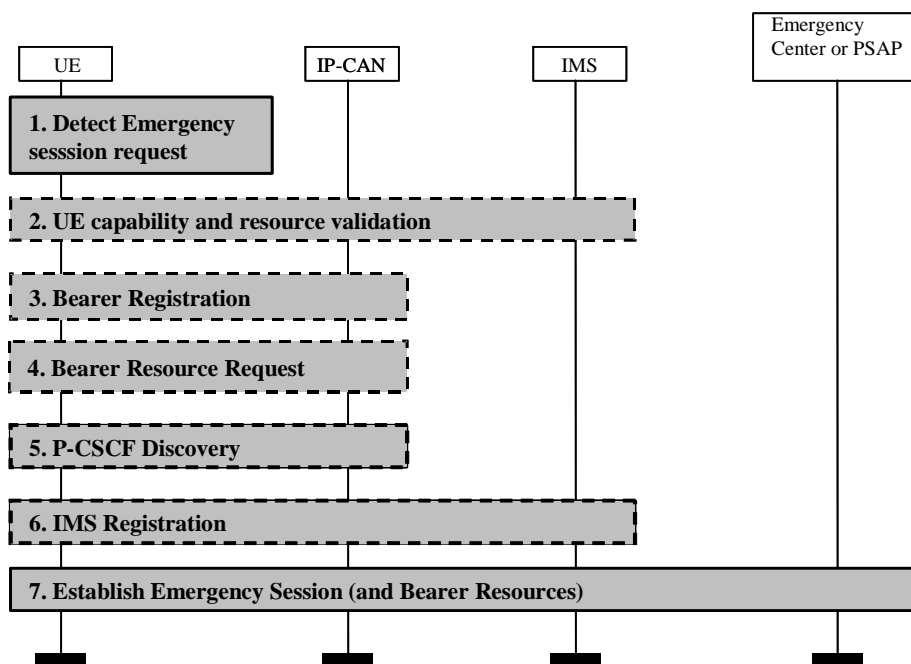 Emergency
Center or PSAP
UE
IP-CAN
IMS
1. Detect Emergency
sesssion request
2. UE capability and resource validation
3. Bearer Registration
4. Bearer Resource Request
5. P-CSCF Discovery
6. IMS Registration
7. Establish Emergency Session (and Bearer Resources)